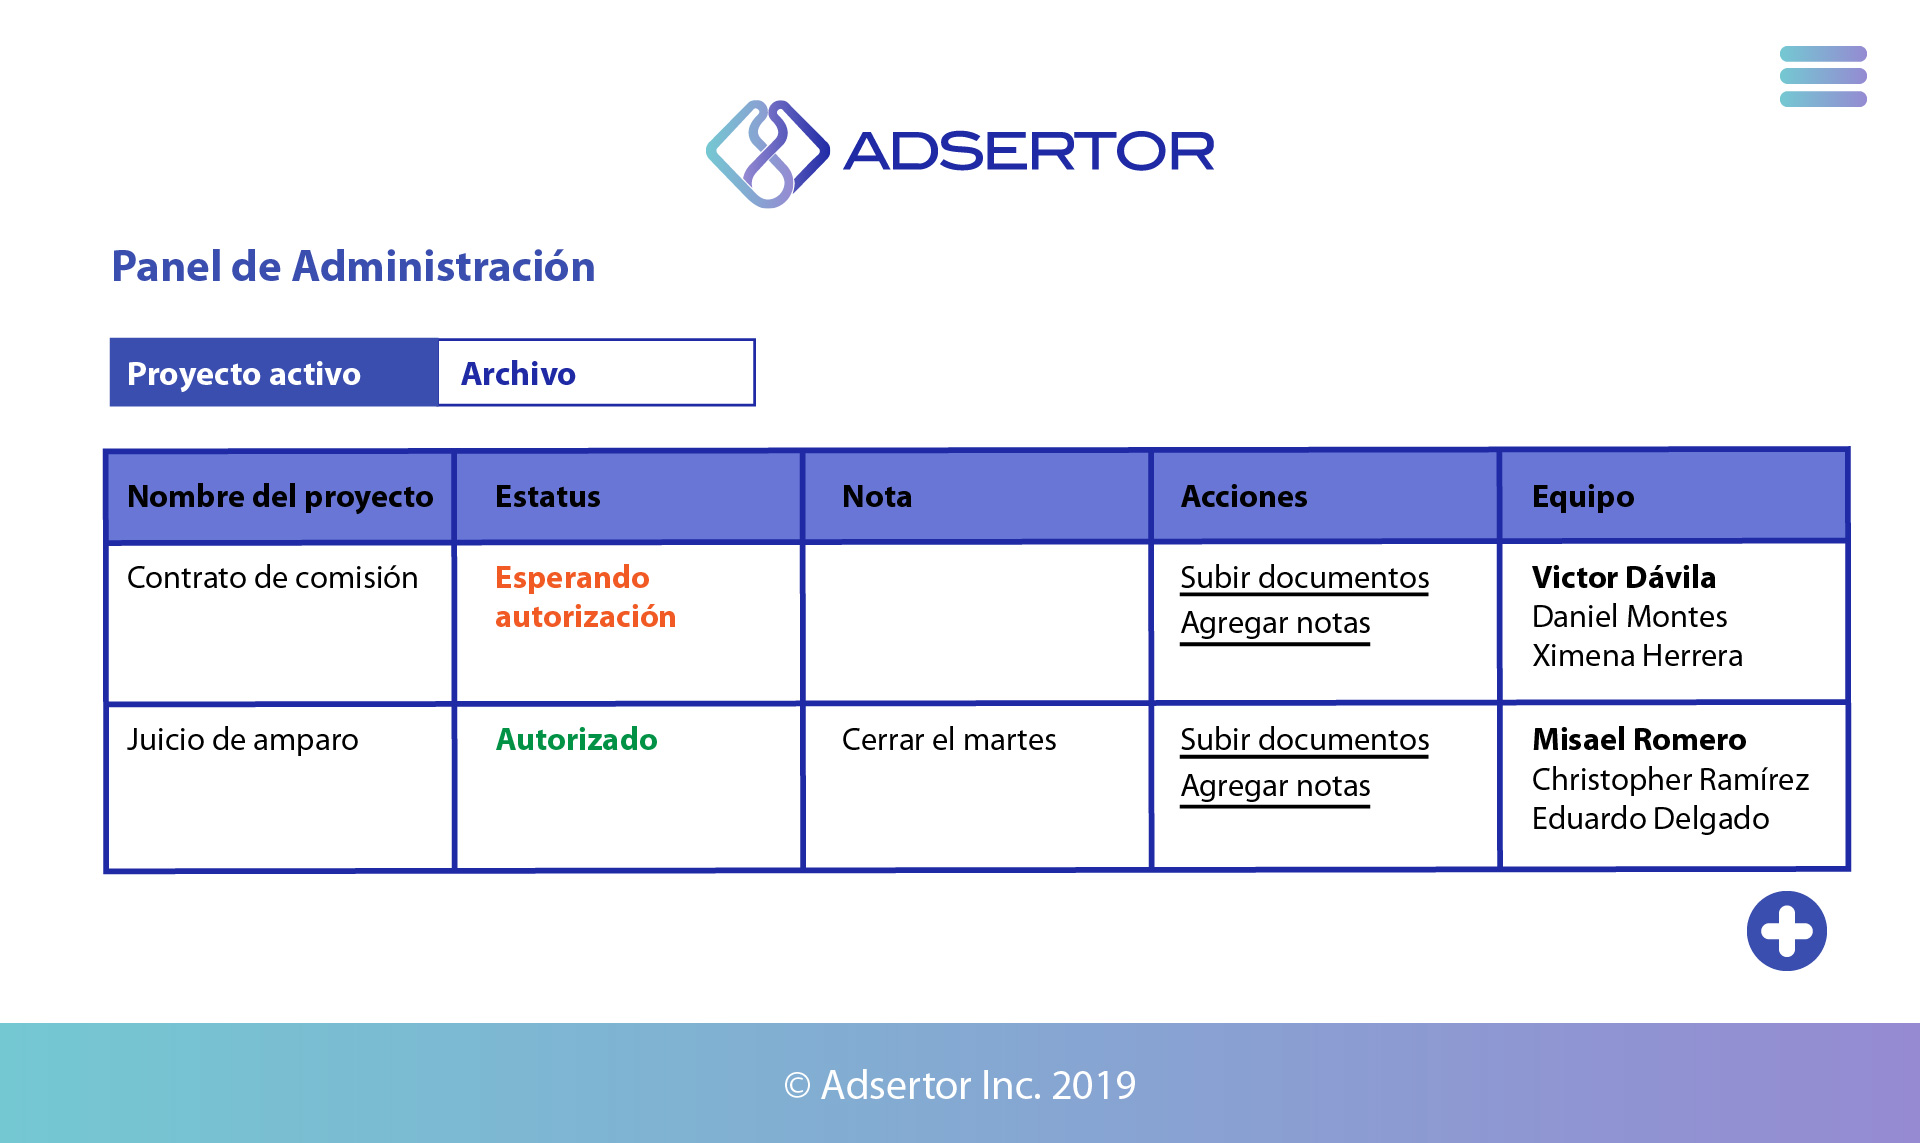 ADSERTOR
Panel de Administración
Proyecto activo
Archivo
Nombre del proyecto
Estatus
Nota
Acciones
Equipo
Contrato de comisión
Esperando
autorización
Subir documentos
Agregar notas
Victor Dávila
Daniel Montes
Ximena Herrera
Juicio de amparo
Autorizado
Cerrar el martes
Subir documentos
Agregar notas
Misael Romero
Christopher Ramírez
Eduardo Delgado
© Adsertor Inc. 2019